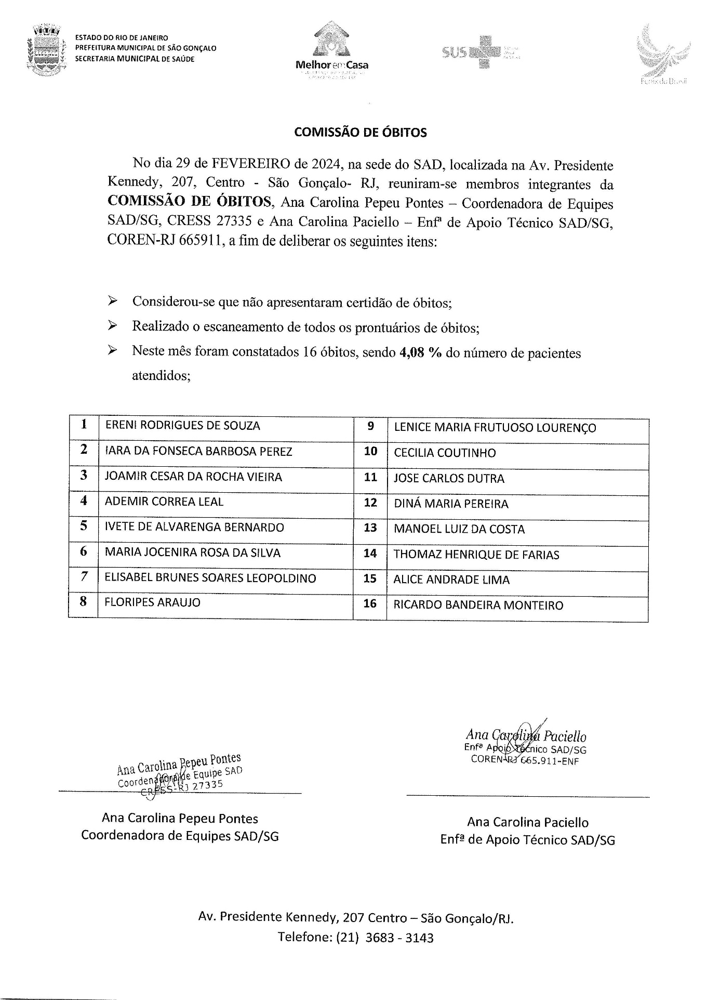 ESTADO DO RIO DE JANEIRO
PREFEITURA MUNICIPAL DE SÃO GONÇALO
SECRETARIA MUNICIPAL DE SAÚDE
Melhor em Casa
SUS
Fenix do Brasil
COMISSÃO DE ÓBITOS
No dia 29 de FEVEREIRO de 2024, na sede do SAD, localizada na Av. Presidente
Kennedy, 207, Centro - São Gonçalo- RJ, reuniram-se membros integrantes da
COMISSÃO DE ÓBITOS, Ana Carolina Pepeu Pontes – Coordenadora de Equipes
SAD/SG, CRESS 27335 e Ana Carolina Paciello – Enfª de Apoio Técnico SAD/SG,
COREN-RJ 665911, a fim de deliberar os seguintes itens:
➢ Considerou-se que não apresentaram certidão de óbitos;
➢ Realizado o escaneamento de todos os prontuários de óbitos;
➢ Neste mês foram constatados 16 óbitos, sendo 4,08 % do número de pacientes
atendidos;
1 ERENI RODRIGUES DE SOUZA 9 LENICE MARIA FRUTUOSO LOURENÇO
2 IARA DA FONSECA BARBOSA PEREZ 10 CECILIA COUTINHO
3 JOAMIR CESAR DA ROCHA VIEIRA 11 JOSE CARLOS DUTRA
4 ADEMIR CORREA LEAL 12 DINÁ MARIA PEREIRA
5 IVETE DE ALVARENGA BERNARDO 13 MANOEL LUIZ DA COSTA
6 MARIA JOCENIRA ROSA DA SILVA 14 THOMAZ HENRIQUE DE FARIAS
7 ELISABEL BRUNES SOARES LEOPOLDINO 15 ALICE ANDRADE LIMA
8 FLORIPES ARAUJO 16 RICARDO BANDEIRA MONTEIRO
Ana Carolina Paciello
Enfª Apoio Técnico SAD/SG
COREN-RJ 665.911-ENF
Ana Carolina Pepeu Pontes
Coordenadora de Equipe SAD
CRESS-RJ 27335
Ana Carolina Pepeu Pontes
Coordenadora de Equipes SAD/SG
Ana Carolina Paciello
Enfª de Apoio Técnico SAD/SG
Av. Presidente Kennedy, 207 Centro – São Gonçalo/RJ.
Telefone: (21) 3683 - 3143